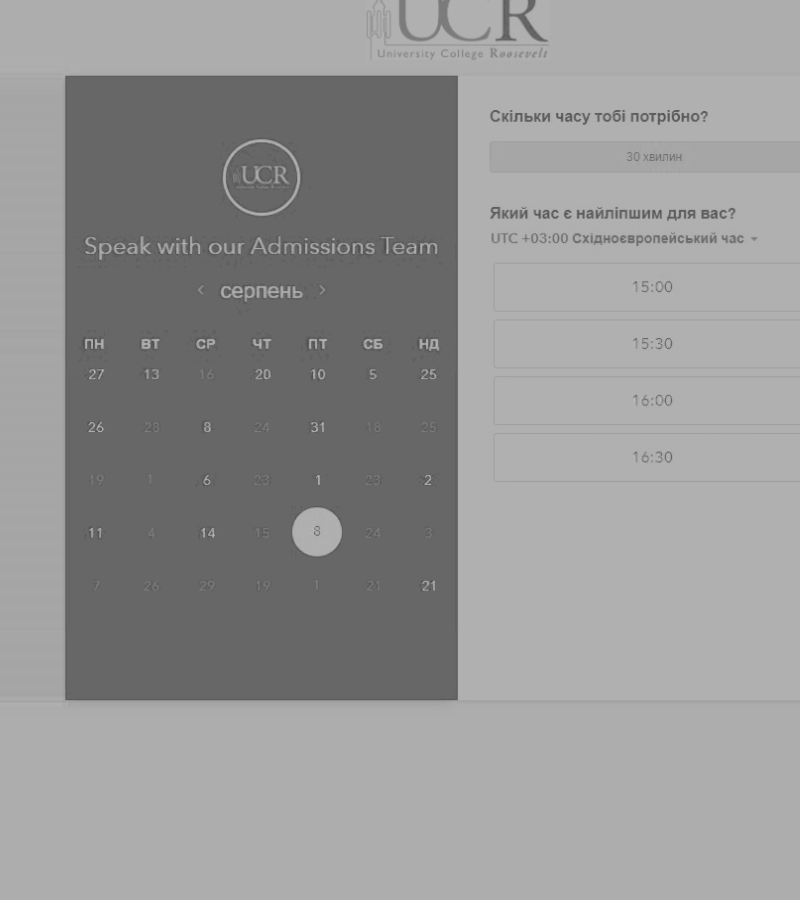 UCR
University College Roosevelt
UCR
Speak with our Admissions Team
серпень
ПН ВТ СР ЧТ ПТ СБ НД
27 13 16 20 10 5 25
26 28 8 24 31 18 25
19 1 6 23 1 23 2
11 4 14 15 8 24 3
7 26 29 19 1 21 21
Скільки часу тобі потрібно?
30 хвилин
Який час є найліпшим для вас?
UTC +03:00 Східноєвропейський час
15:00
15:30
16:00
16:30